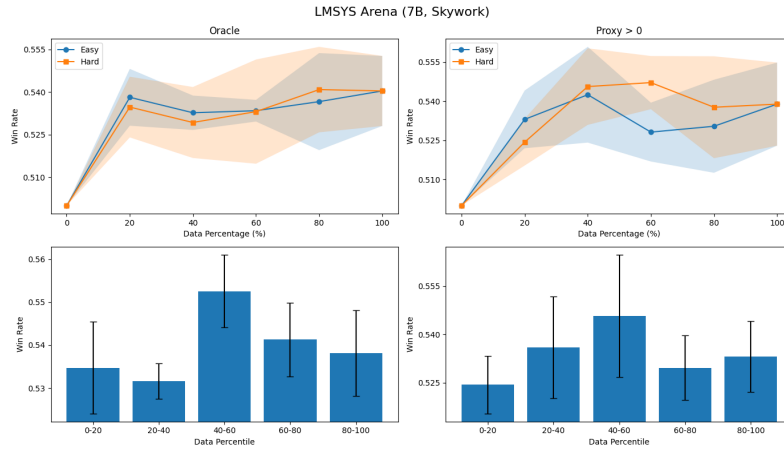 LMSYS Arena (7B, Skywork)
Oracle
Easy
Hard
0.555
0.540
0.525
0.510
Win Rate
0 20 40 60 80 100
Data Percentage (%)
Proxy > 0
Easy
Hard
0.555
0.540
0.525
0.510
Win Rate
0 20 40 60 80 100
Data Percentage (%)
0.56
0.55
0.54
0.53
Win Rate
0-20 20-40 40-60 60-80 80-100
Data Percentile
0.555
0.540
0.525
Win Rate
0-20 20-40 40-60 60-80 80-100
Data Percentile